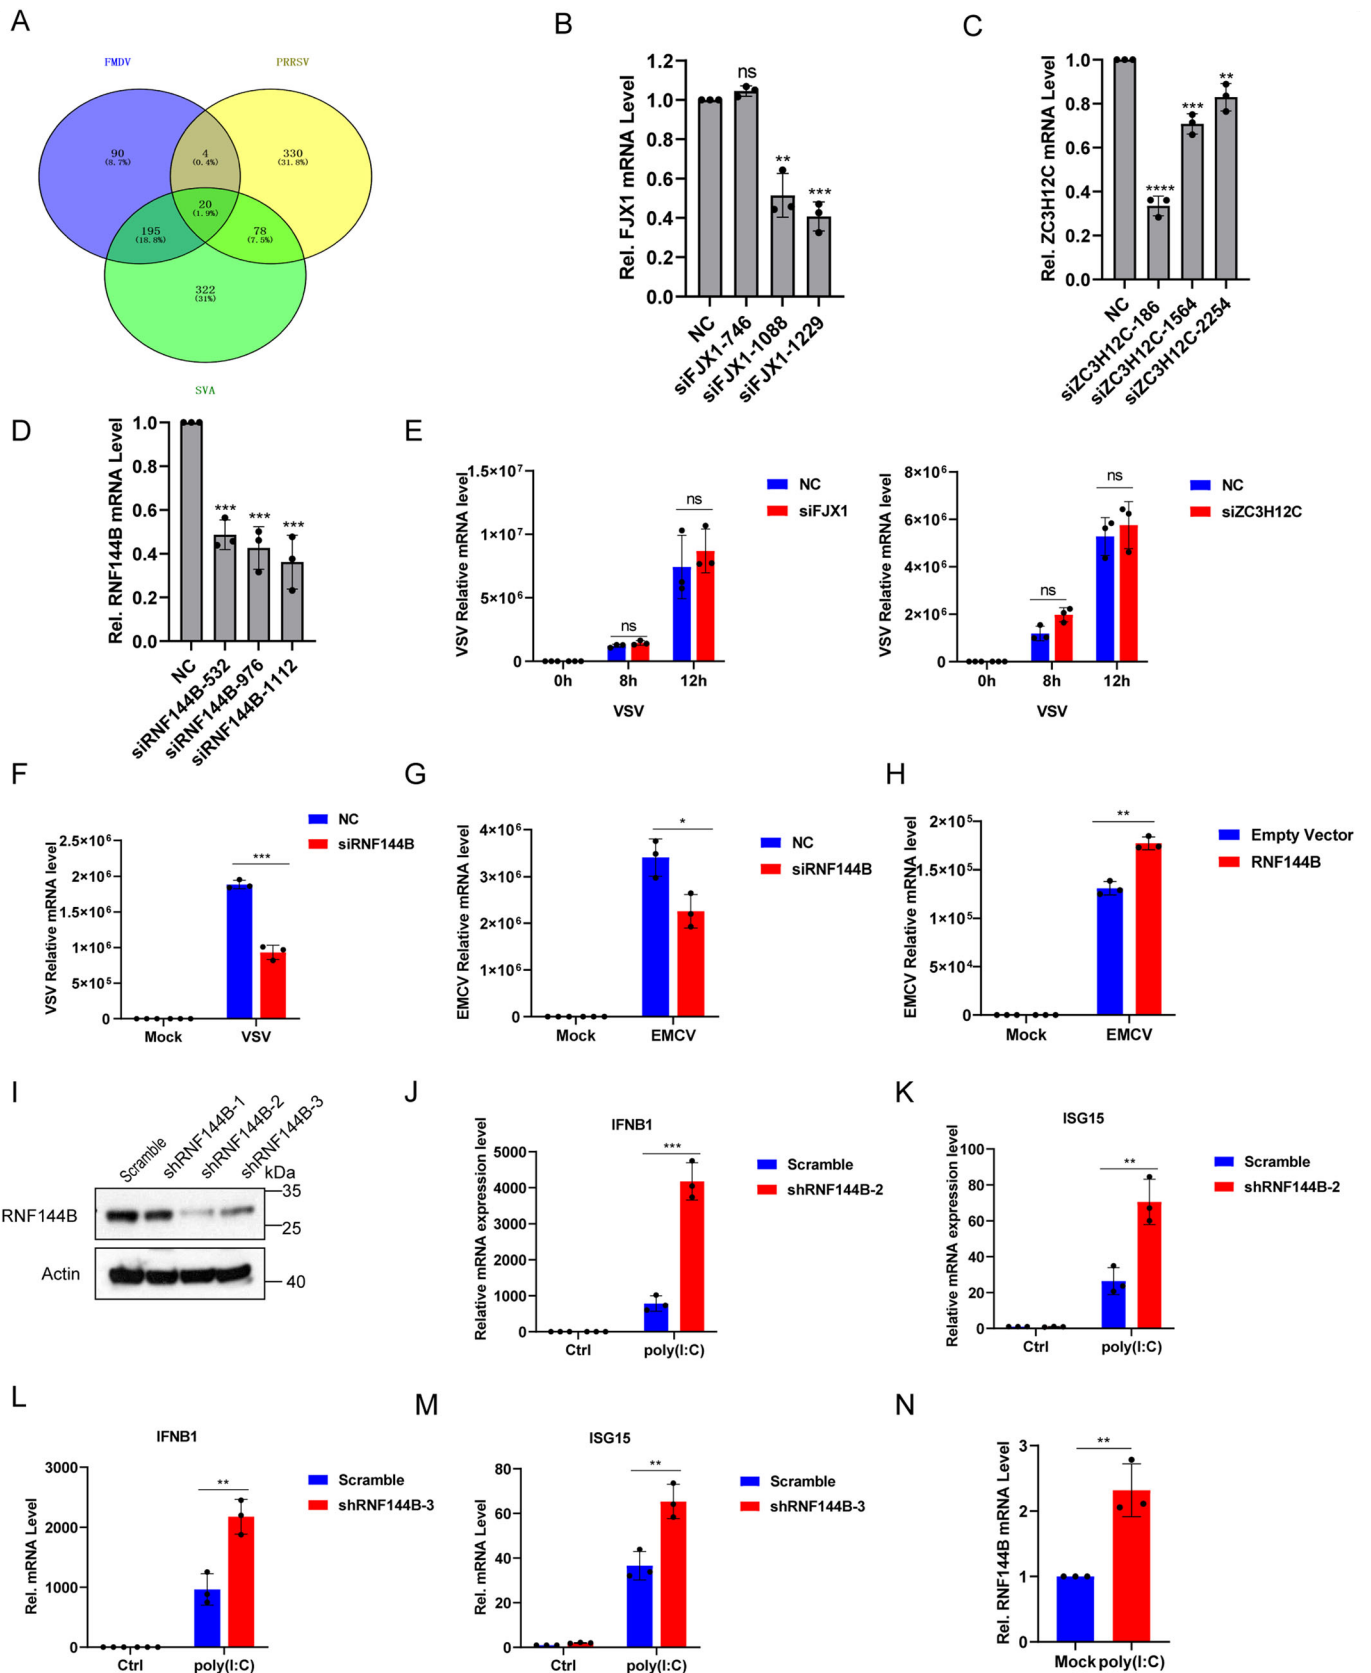 A
FMDV
PRRSV
90
(8.7%)
4
(0.4%)
330
(31.8%)
20
(1.9%)
195
(18.8%)
78
(7.5%)
322
(31%)
SVA
B
Rel. FJX1 mRNA Level
1.2
1.0
0.8
0.6
0.4
0.2
0.0
ns
**
***
NC
siFJX1-746
siFJX1-1088
siFJX1-1229
C
Rel. ZC3H12C mRNA Level
1.0
0.8
0.6
0.4
0.2
0.0
****
***
**
NC
siZC3H12C-186
siZC3H12C-1564
siZC3H12C-2254
D
Rel. RNF144B mRNA Level
1.0
0.8
0.6
0.4
0.2
0.0
***
***
***
NC
siRNF144B-532
siRNF144B-976
siRNF144B-1112
E
VSV Relative mRNA level
1.5×10⁷
1×10⁷
5×10⁶
0
ns
ns
0h
8h
12h
VSV
NC
siFJX1
VSV Relative mRNA level
8×10⁶
6×10⁶
4×10⁶
2×10⁶
0
ns
ns
0h
8h
12h
VSV
NC
siZC3H12C
F
VSV Relative mRNA level
2.5×10⁶
2×10⁶
1.5×10⁶
1×10⁶
5×10⁵
0
***
Mock
VSV
NC
siRNF144B
G
EMCV Relative mRNA level
4×10⁶
3×10⁶
2×10⁶
1×10⁶
0
*
Mock
EMCV
NC
siRNF144B
H
EMCV Relative mRNA level
2×10⁵
1.5×10⁵
1×10⁵
5×10⁴
0
**
Mock
EMCV
Empty Vector
RNF144B
I
Scramble
shRNF144B-1
shRNF144B-2
shRNF144B-3
kDa
RNF144B
35
25
Actin
40
J
IFNB1
Relative mRNA expression level
5000
4000
3000
2000
1000
0
***
Ctrl
poly(I:C)
Scramble
shRNF144B-2
K
ISG15
Relative mRNA expression level
100
80
60
40
20
0
**
Ctrl
poly(I:C)
Scramble
shRNF144B-2
L
IFNB1
Rel. mRNA Level
3000
2000
1000
0
**
Ctrl
poly(I:C)
Scramble
shRNF144B-3
M
ISG15
Rel. mRNA Level
80
60
40
20
0
**
Ctrl
poly(I:C)
Scramble
shRNF144B-3
N
Rel. RNF144B mRNA Level
3
2
1
0
**
Mock
poly(I:C)